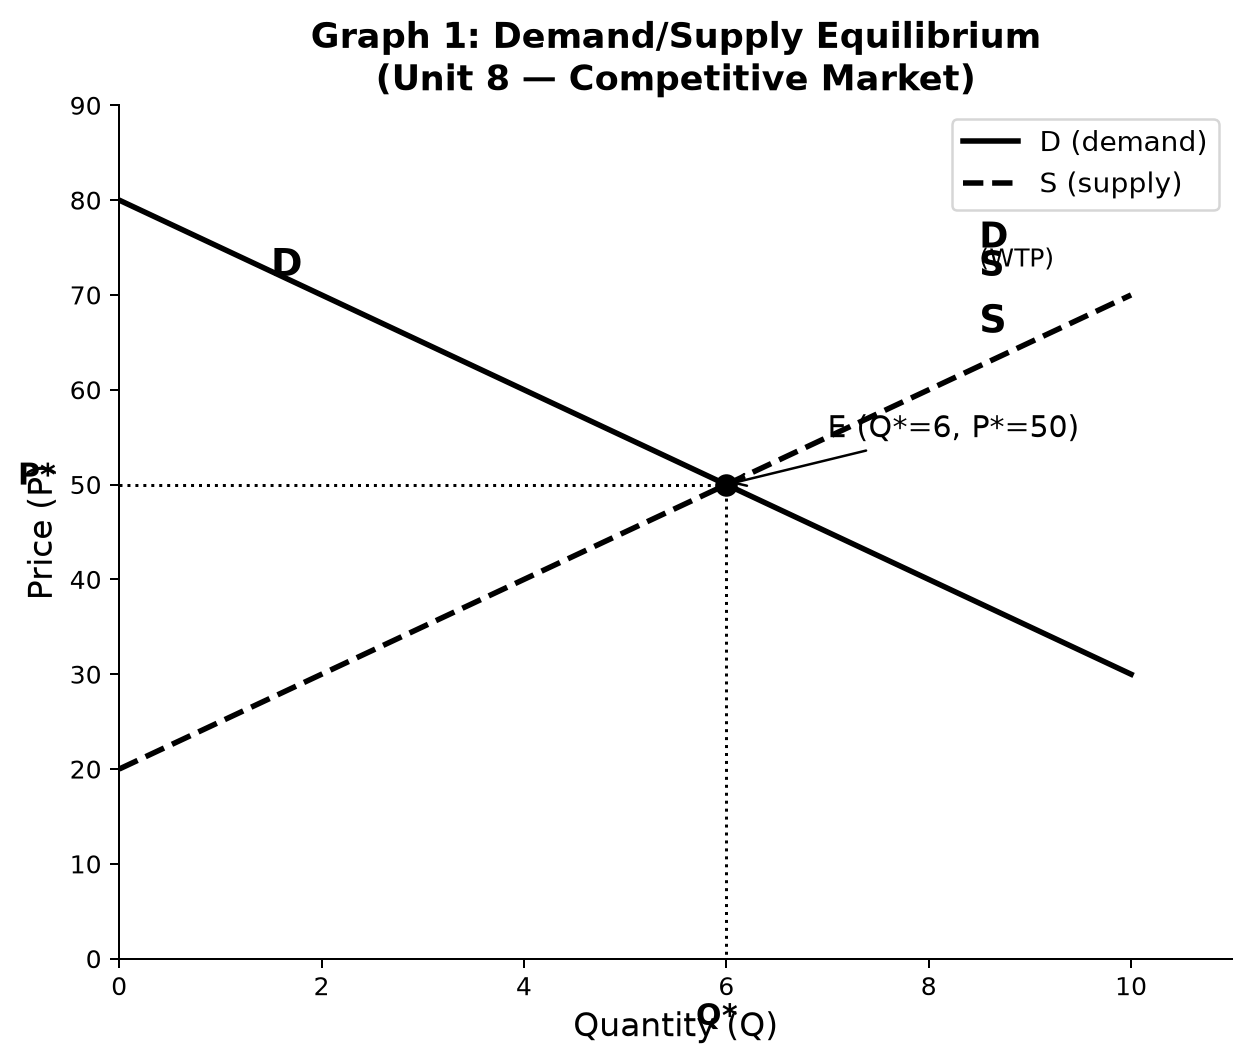 Graph 1: Demand/Supply Equilibrium
(Unit 8 — Competitive Market)
90
D (demand)
S (supply)
80
D
(WTP)
S
D
70
S
60
E (Q*=6, P*=50)
P*
50
Price (P)
40
30
20
10
0
0 2 4 6 8 10
Q*
Quantity (Q)